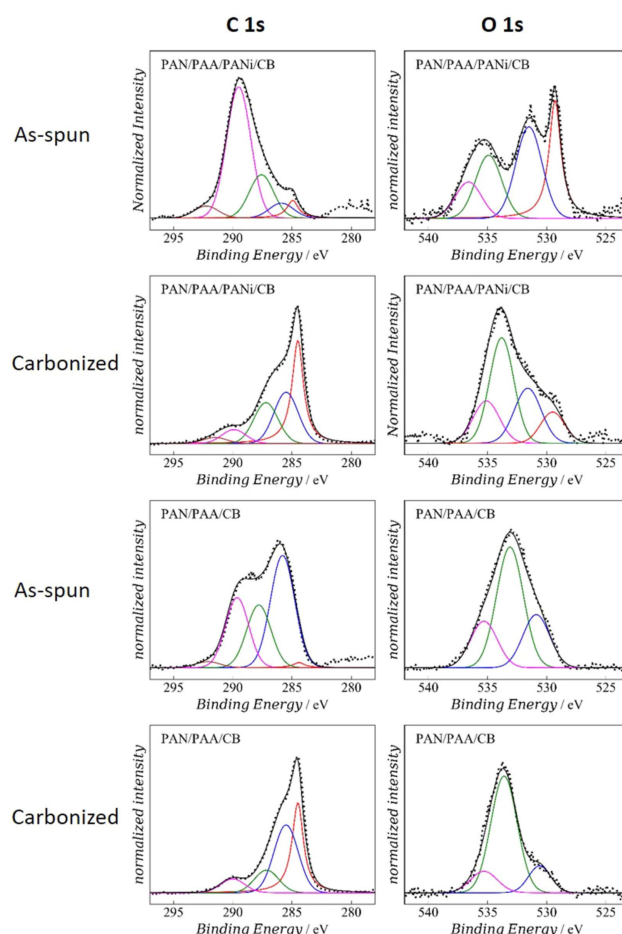 C 1s O 1s
As-spun
Normalized intensity
PAN/PAA/PANi/CB
295 290 285 280
Binding Energy / eV
normalized intensity
PAN/PAA/PANi/CB
540 535 530 525
Binding Energy / eV
Carbonized
normalized intensity
PAN/PAA/PANi/CB
295 290 285 280
Binding Energy / eV
Normalized Intensity
PAN/PAA/PANi/CB
540 535 530 525
Binding Energy / eV
As-spun
normalized intensity
PAN/PAA/CB
295 290 285 280
Binding Energy / eV
normalized intensity
PAN/PAA/CB
540 535 530 525
Binding Energy / eV
Carbonized
normalized intensity
PAN/PAA/CB
295 290 285 280
Binding Energy / eV
normalized intensity
PAN/PAA/CB
540 535 530 525
Binding Energy / eV